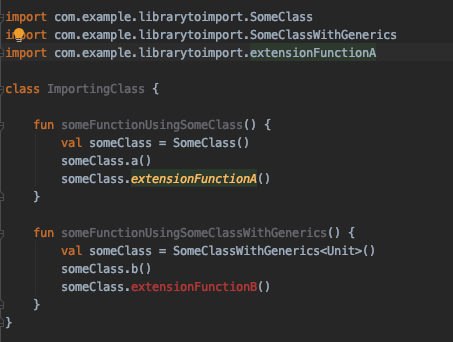 import com.example.librarytoimport.SomeClass
import com.example.librarytoimport.SomeClassWithGenerics
import com.example.librarytoimport.extensionFunctionA
class ImportingClass {
fun someFunctionUsingSomeClass() {
val someClass = SomeClass()
someClass.a()
someClass.extensionFunctionA()
}
fun someFunctionUsingSomeClassWithGenerics() {
val someClass = SomeClassWithGenerics<Unit>()
someClass.b()
someClass.extensionFunctionB()
}
}